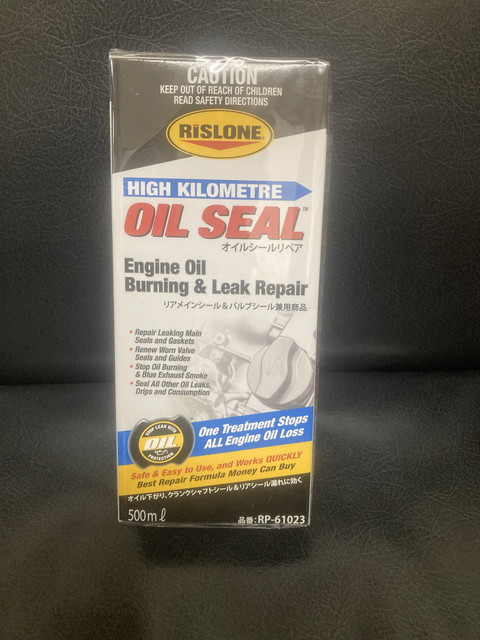 CAUTION
KEEP OUT OF REACH OF CHILDREN
READ SAFETY DIRECTIONS
RISLONE
HIGH KILOMETRE
OIL SEAL™
オイルシールリペア
Engine Oil
Burning & Leak Repair
リアメインシール&バルブシール兼用商品
• Repair Leaking Main
Seals and Gaskets
• Renew Worn Valve
Seals and Guides
• Stop Oil Burning
& Blue Exhaust Smoke
• Seal All Other Oil Leaks,
Drips and Consumption
STOP LEAK WITH
OIL
PROTECTION
One Treatment Stops
ALL Engine Oil Loss
Safe & Easy to Use, and Works QUICKLY
Best Repair Formula Money Can Buy
オイル下がり、クランクシャフトシール&リアシール漏れに効く
500mℓ
品番:RP-61023